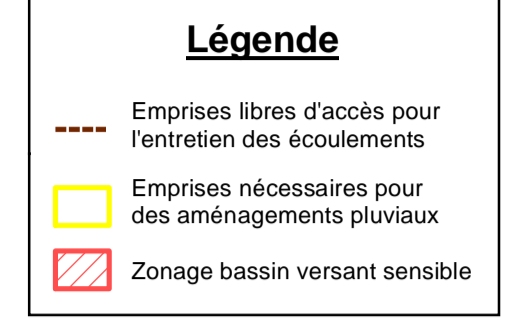 Légende
Emprises libres d'accès pour
l'entretien des écoulements
Emprises nécessaires pour
des aménagements pluviaux
Zonage bassin versant sensible